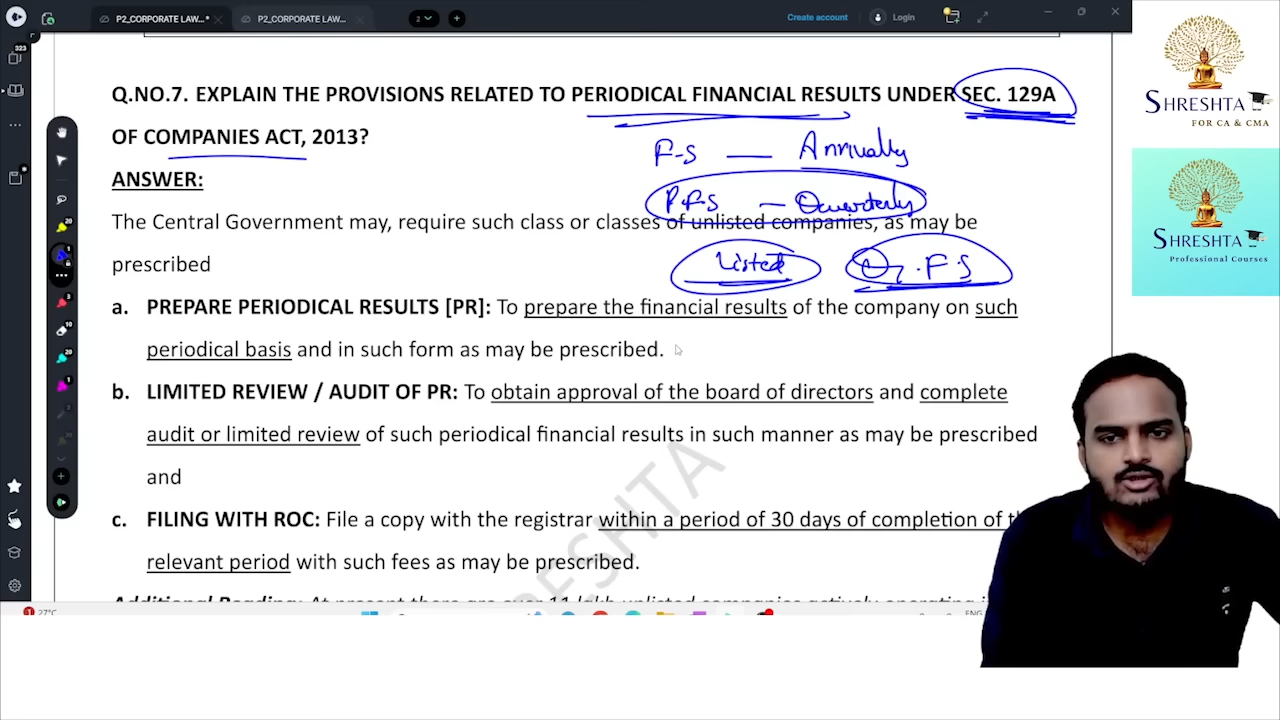 P2_CORPORATE LAW...*
P2_CORPORATE LAW....
2
Create account
Login
323
Q.NO.7. EXPLAIN THE PROVISIONS RELATED TO PERIODICAL FINANCIAL RESULTS UNDER SEC. 129A
OF COMPANIES ACT, 2013?
F-S — Annually
ANSWER:
P.F.S — Quarterly
The Central Government may, require such class or classes of unlisted companies, as may be
prescribed
Listed
Q.F.S
a. PREPARE PERIODICAL RESULTS [PR]: To prepare the financial results of the company on such
periodical basis and in such form as may be prescribed.
b. LIMITED REVIEW / AUDIT OF PR: To obtain approval of the board of directors and complete
audit or limited review of such periodical financial results in such manner as may be prescribed
and
c. FILING WITH ROC: File a copy with the registrar within a period of 30 days of completion of
relevant period with such fees as may be prescribed.
27°C
ENG
SHRESHTA
FOR CA & CMA
SHRESHTA
Professional Courses
RESHTA